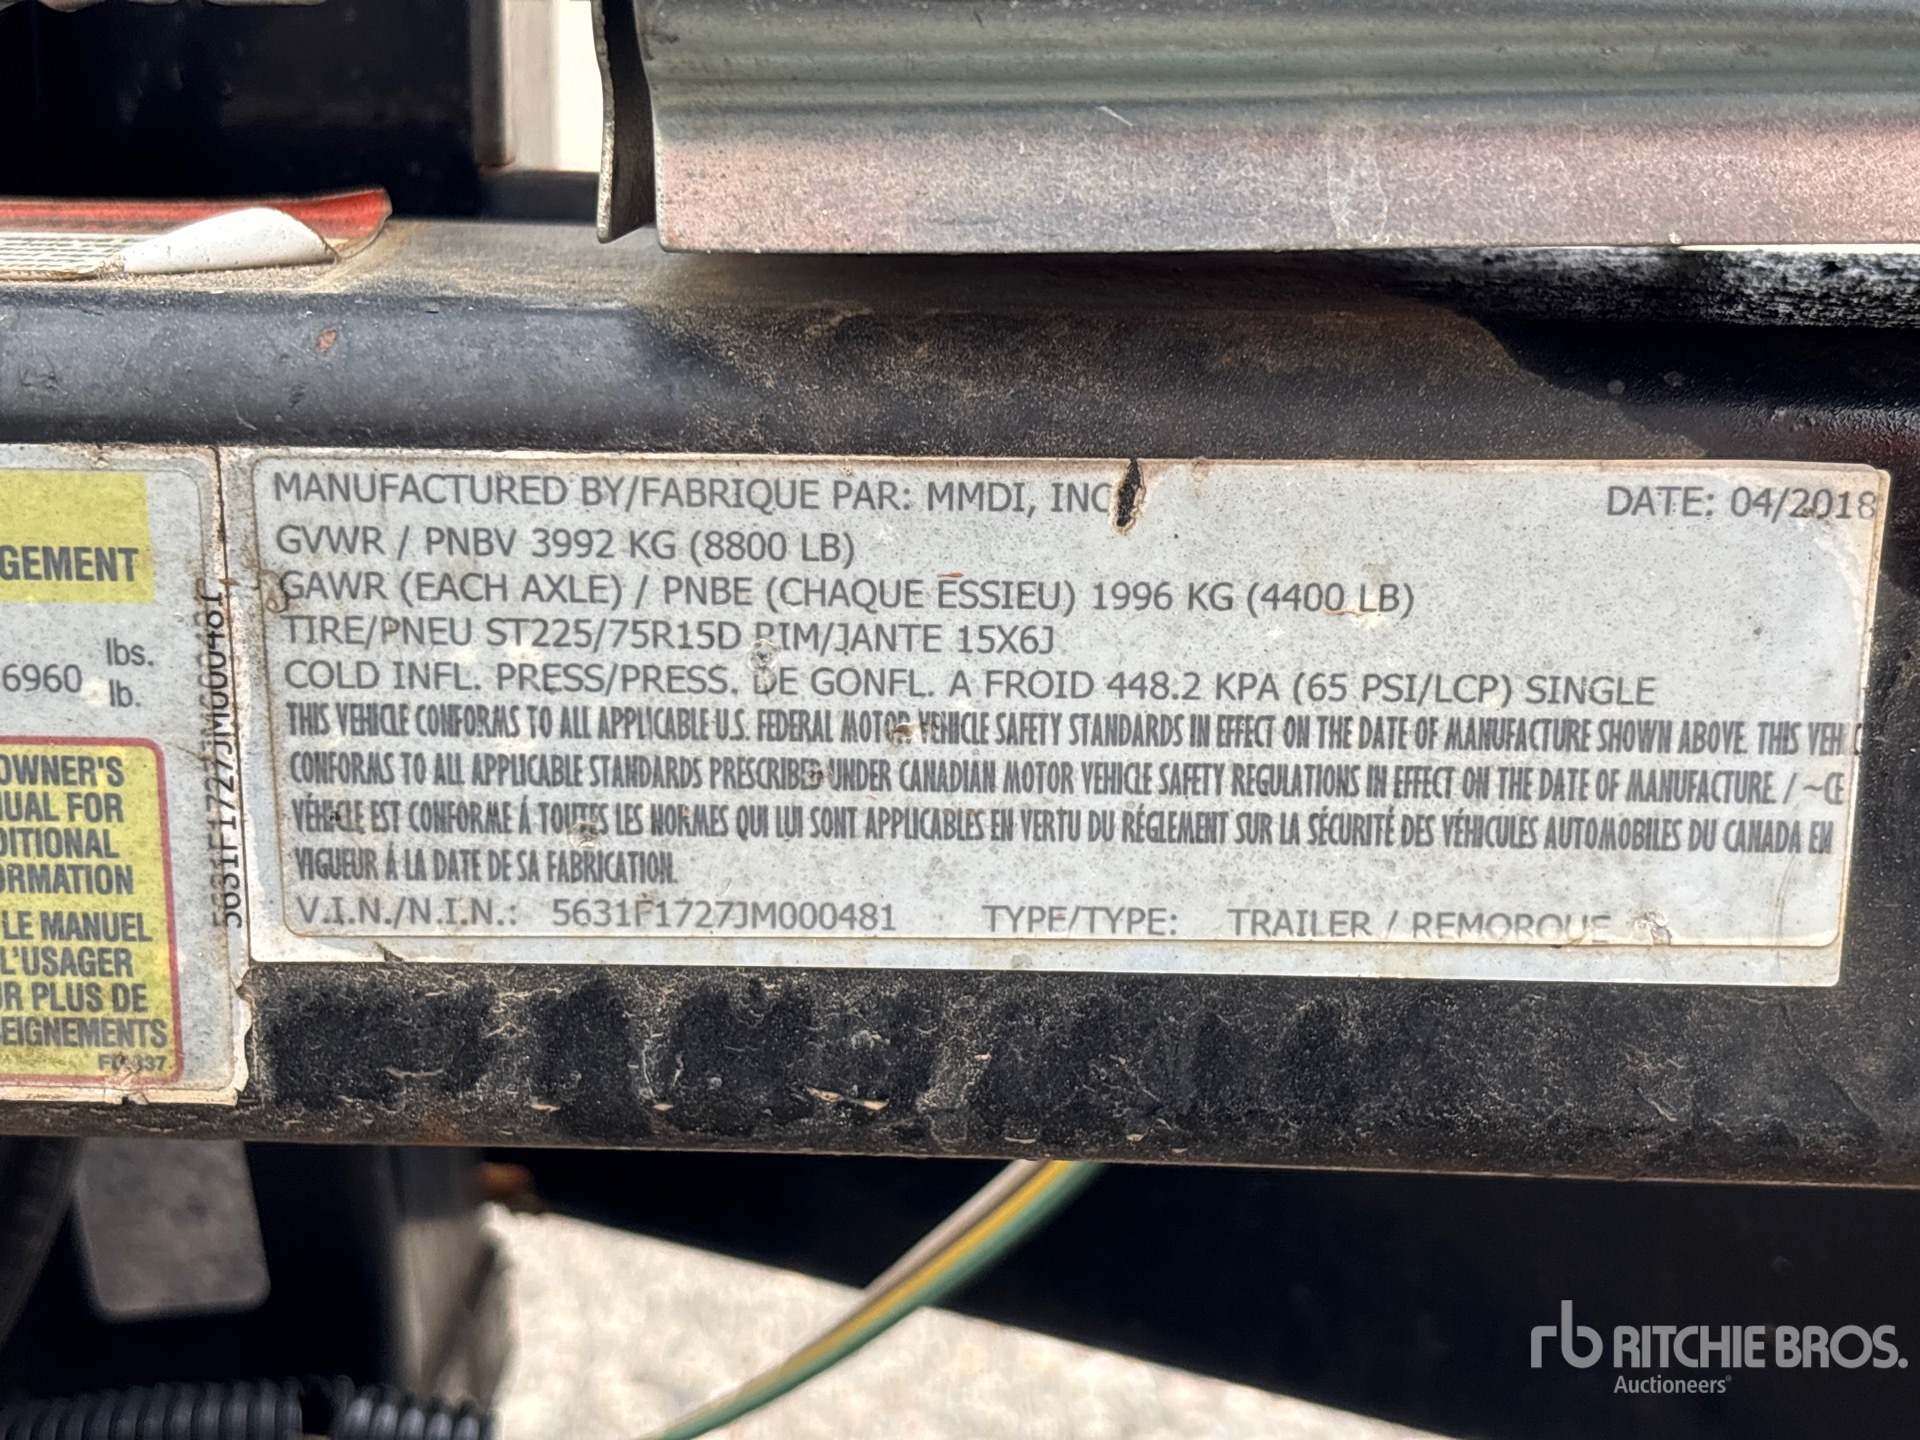 GEMENT
6960 lbs.
lb.
OWNER'S
UAL FOR
DITIONAL
RMATION
LE MANUEL
L'USAGER
UR PLUS DE
SEIGNEMENTS
5631F1727JM000481
MANUFACTURED BY/FABRIQUE PAR: MMDI, INC DATE: 04/2018
GVWR / PNBV 3992 KG (8800 LB)
GAWR (EACH AXLE) / PNBE (CHAQUE ESSIEU) 1996 KG (4400 LB)
TIRE/PNEU ST225/75R15D RIM/JANTE 15X6J
COLD INFL. PRESS/PRESS. DE GONFL. A FROID 448.2 KPA (65 PSI/LCP) SINGLE
THIS VEHICLE CONFORMS TO ALL APPLICABLE U.S. FEDERAL MOTOR VEHICLE SAFETY STANDARDS IN EFFECT ON THE DATE OF MANUFACTURE SHOWN ABOVE. THIS VEH
CONFORMS TO ALL APPLICABLE STANDARDS PRESCRIBED UNDER CANADIAN MOTOR VEHICLE SAFETY REGULATIONS IN EFFECT ON THE DATE OF MANUFACTURE. / ~CE
VÉHICLE EST CONFORME Á TOUTES LES NORMES QUI LUI SONT APPLICABLES EN VERTU DU RÉGLEMENT SUR LA SÉCURITÉ DES VÉHICULES AUTOMOBILES DU CANADA EN
VIGUEUR Á LA DATE DE SA FABRICATION.
V.I.N./N.I.N.: 5631F1727JM000481 TYPE/TYPE: TRAILER / REMORQUE
rb RITCHIE BROS.
Auctioneers